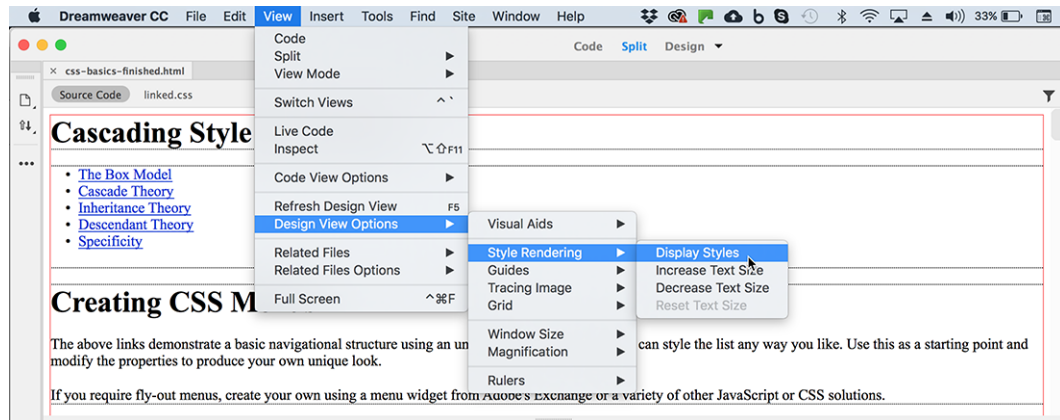 Dreamweaver CC File Edit View Insert Tools Find Site Window Help 33%
Code Split Design
× css-basics-finished.html
Source Code linked.css
Code
Split
View Mode
Switch Views ^`
Live Code
Inspect ⌥⇧F11
Code View Options
Refresh Design View F5
Design View Options
Related Files
Related Files Options
Full Screen ^⌘F
Visual Aids
Style Rendering
Guides
Tracing Image
Grid
Window Size
Magnification
Rulers
Display Styles
Increase Text Size
Decrease Text Size
Reset Text Size
Cascading Style
• The Box Model
• Cascade Theory
• Inheritance Theory
• Descendant Theory
• Specificity
Creating CSS M
The above links demonstrate a basic navigational structure using an un can style the list any way you like. Use this as a starting point and
modify the properties to produce your own unique look.
If you require fly-out menus, create your own using a menu widget from Adobe's Exchange or a variety of other JavaScript or CSS solutions.